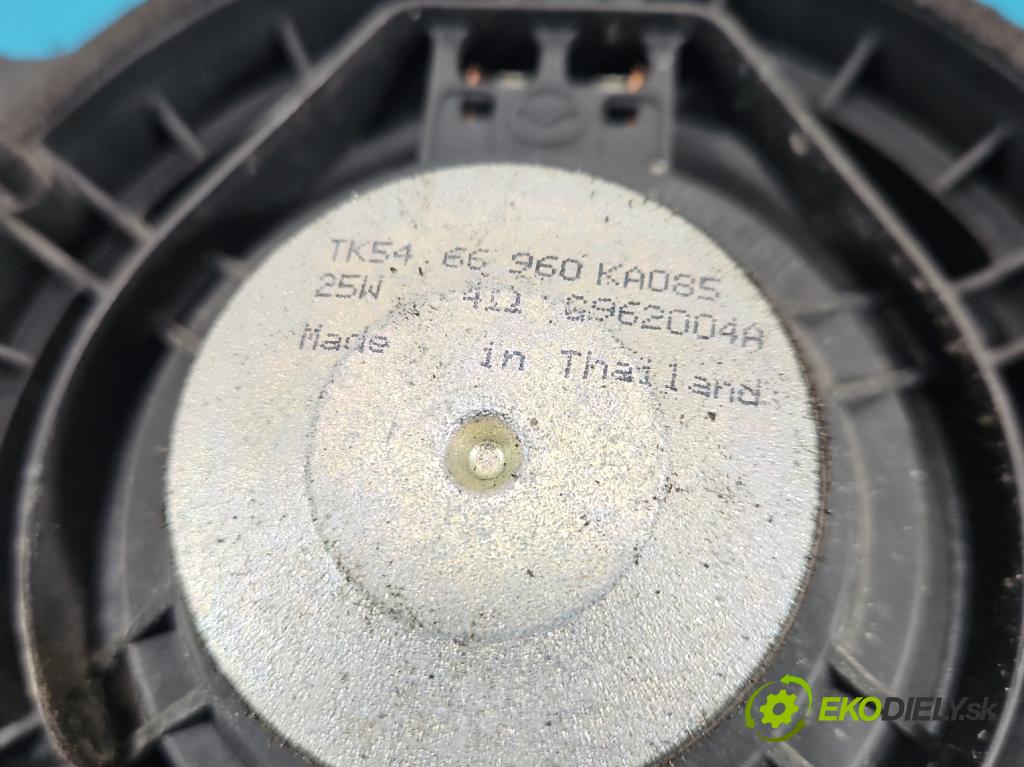 TK54 66 960 KA085
25W 4Ω G962004A
Made in Thailand
EKODIELY.sk